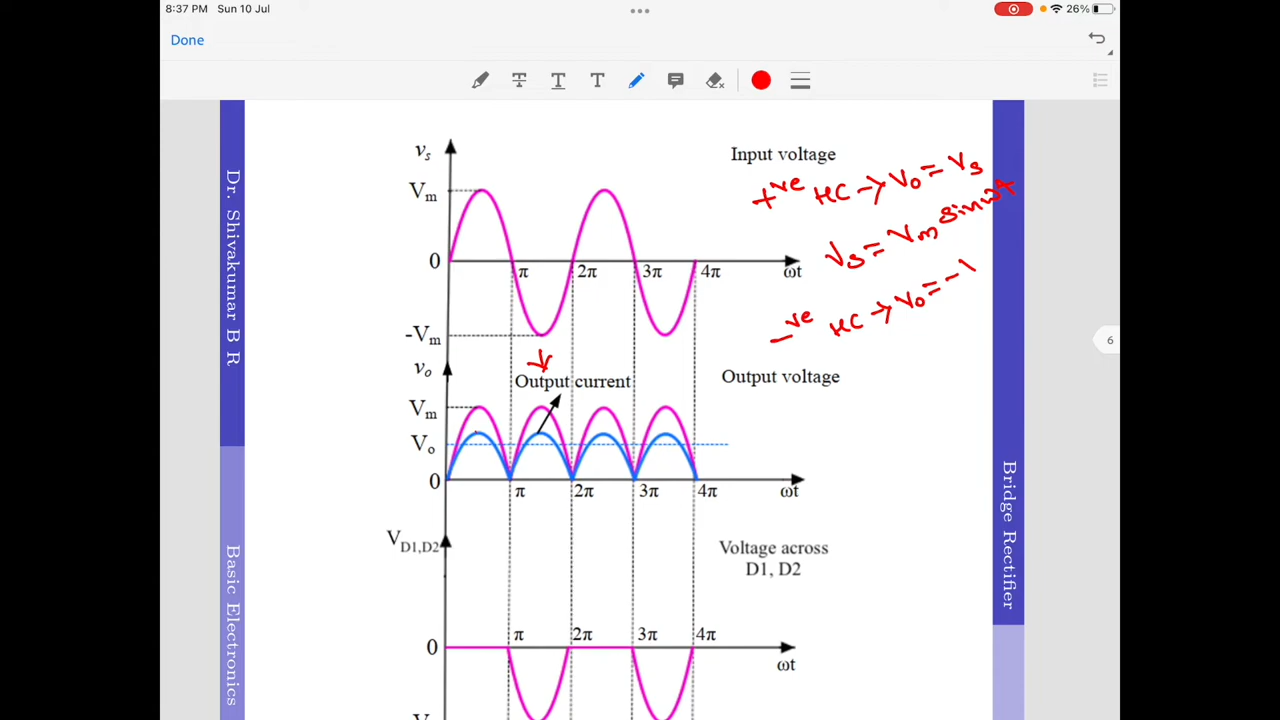 8:37 PM Sun 10 Jul
26%
Done
Dr. Shivakumar B R
Basic Electronics
Bridge Rectifier
6
vs
Vm
0
-Vm
π 2π 3π 4π ωt
Input voltage
+ve HC → Vo = Vs
Vs = Vm sinωt
-ve HC → Vo = -
vo
Output current
Output voltage
Vm
Vo
0
π 2π 3π 4π ωt
VD1,D2
Voltage across
D1, D2
π 2π 3π 4π
0
ωt